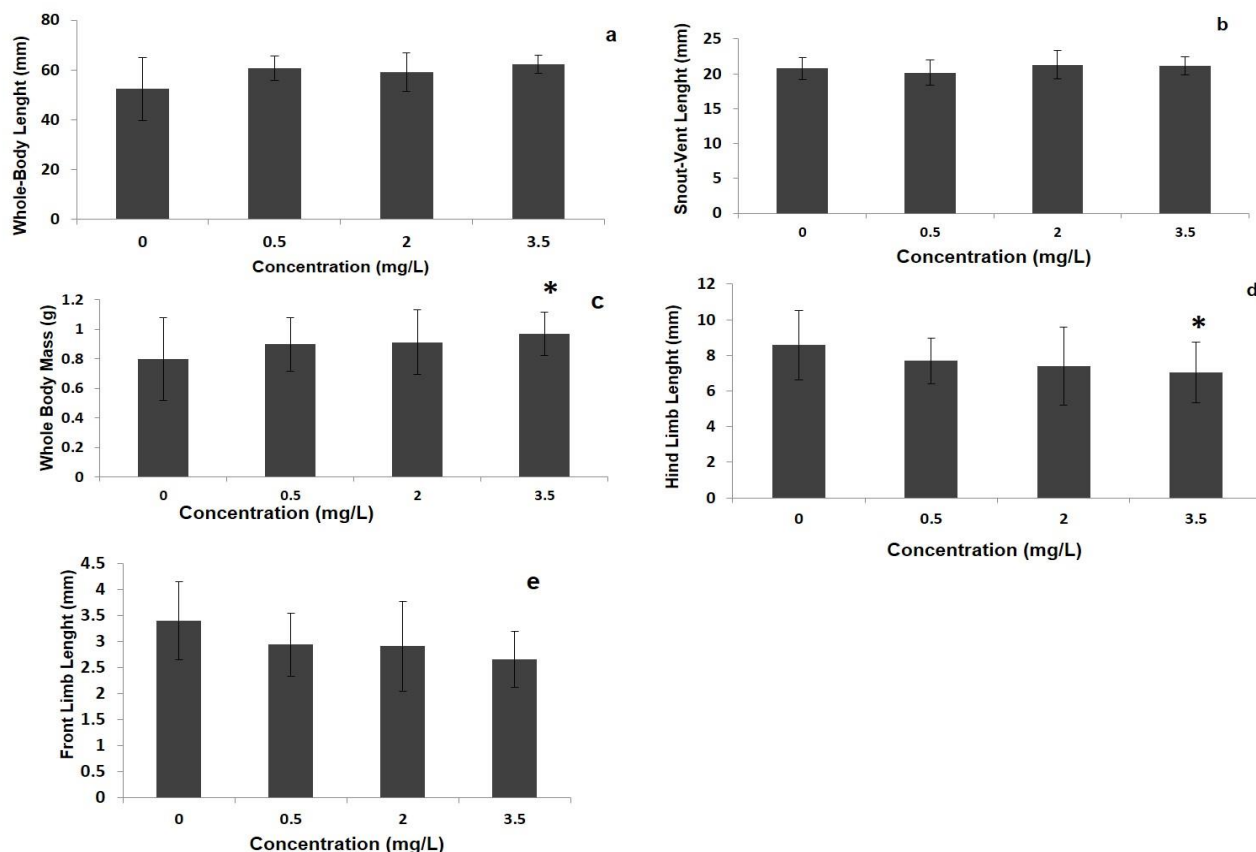 a
Whole-Body Lenght (mm)
80
60
40
20
0
0 0.5 2 3.5
Concentration (mg/L)
b
Snout-Vent Lenght (mm)
25
20
15
10
5
0
0 0.5 2 3.5
Concentration (mg/L)
c
*
Whole Body Mass (g)
1.2
1
0.8
0.6
0.4
0.2
0
0 0.5 2 3.5
Concentration (mg/L)
d
*
Hind Limb Lenght (mm)
12
10
8
6
4
2
0
0 0.5 2 3.5
Concentration (mg/L)
e
Front Limb Lenght (mm)
4.5
4
3.5
3
2.5
2
1.5
1
0.5
0
0 0.5 2 3.5
Concentration (mg/L)